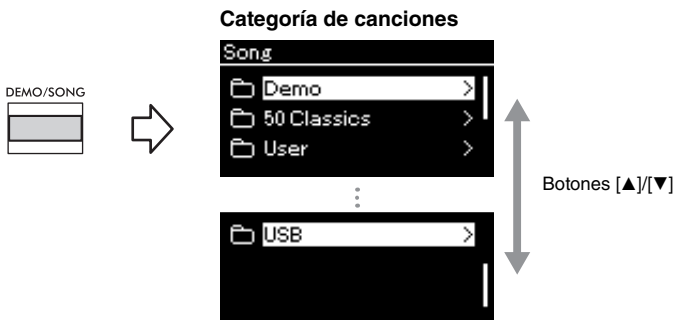 Categoría de canciones
Song
DEMO/SONG
Demo >
50 Classics >
User >
Botones [▲]/[▼]
USB >